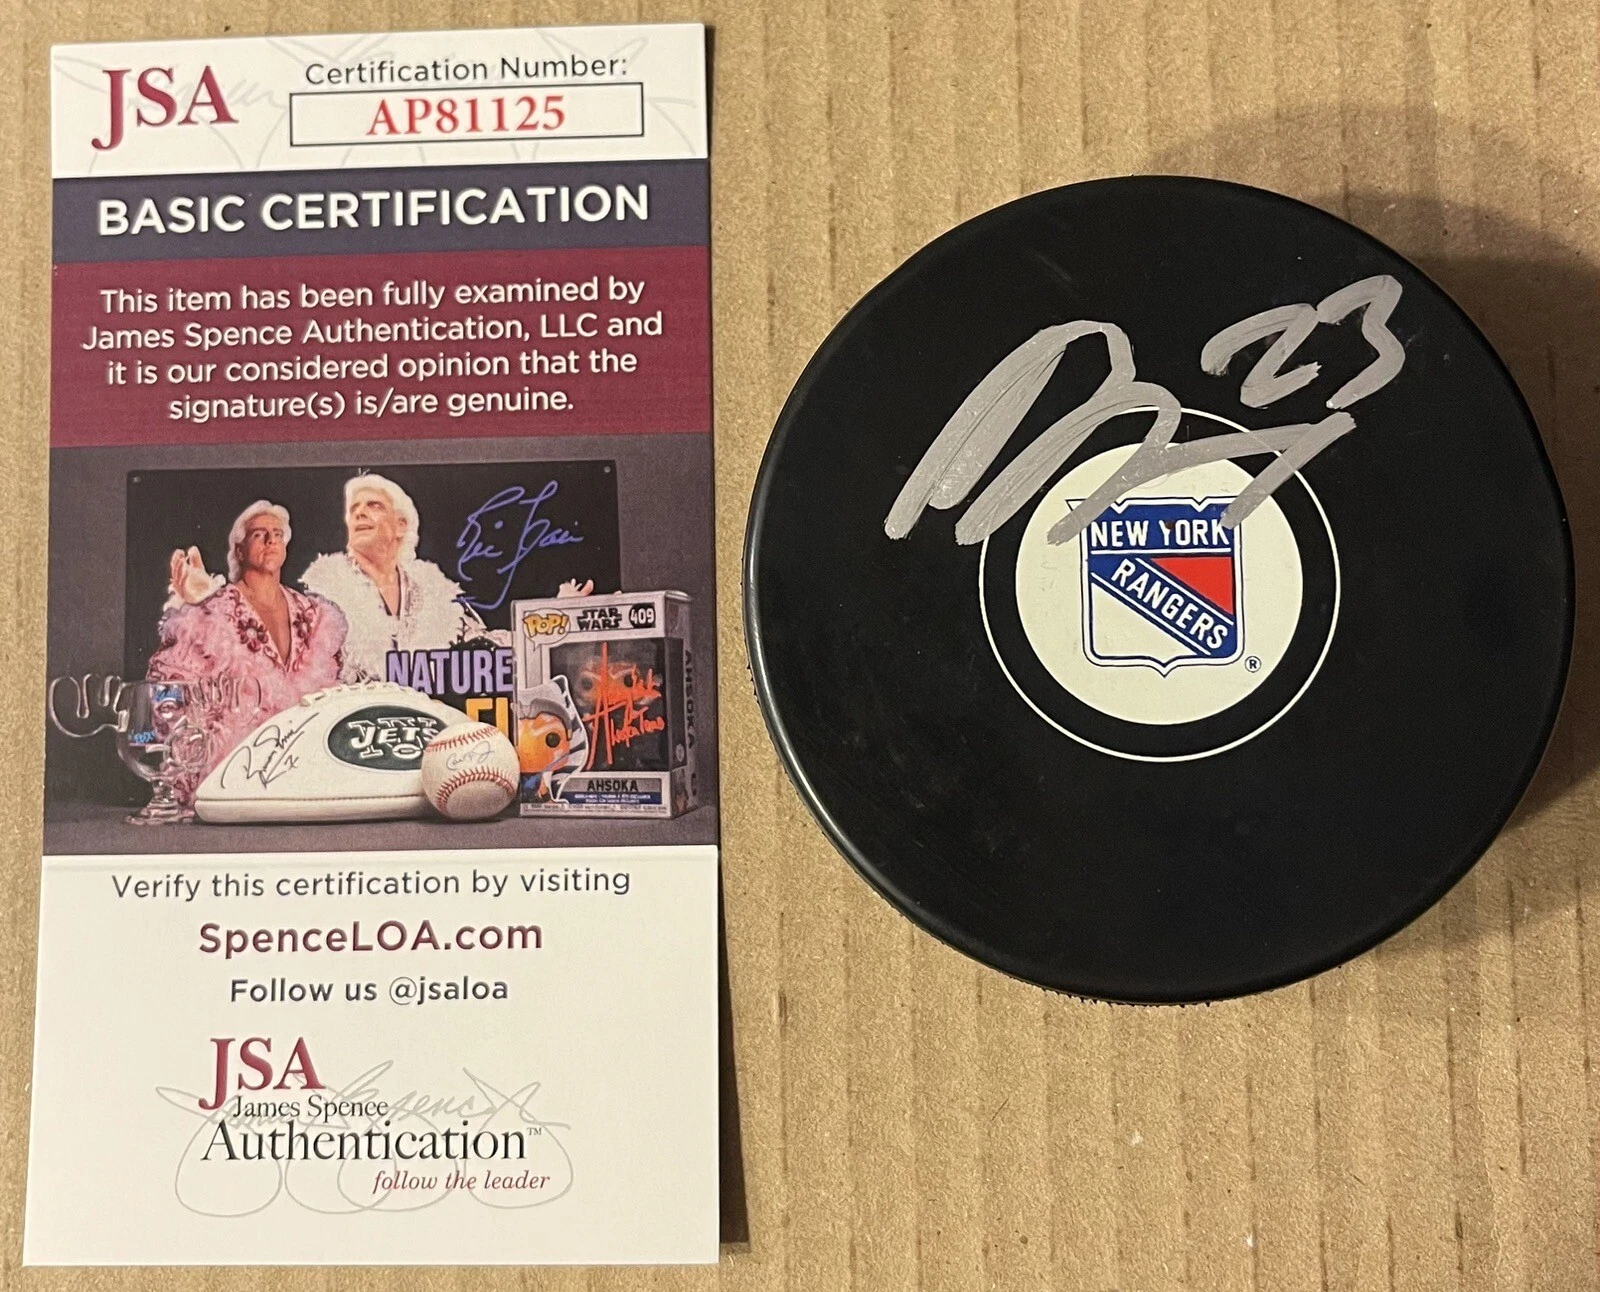 JSA
Certification Number:
AP81125
BASIC CERTIFICATION
This item has been fully examined by
James Spence Authentication, LLC and
it is our considered opinion that the
signature(s) is/are genuine.
POP!
STAR
WARS
409
NATURE
JETS
AHSOKA
AHSOKA
Verify this certification by visiting
SpenceLOA.com
Follow us @jsaloa
JSA
James Spence
Authentication™
follow the leader
23
NEW YORK
RANGERS
®